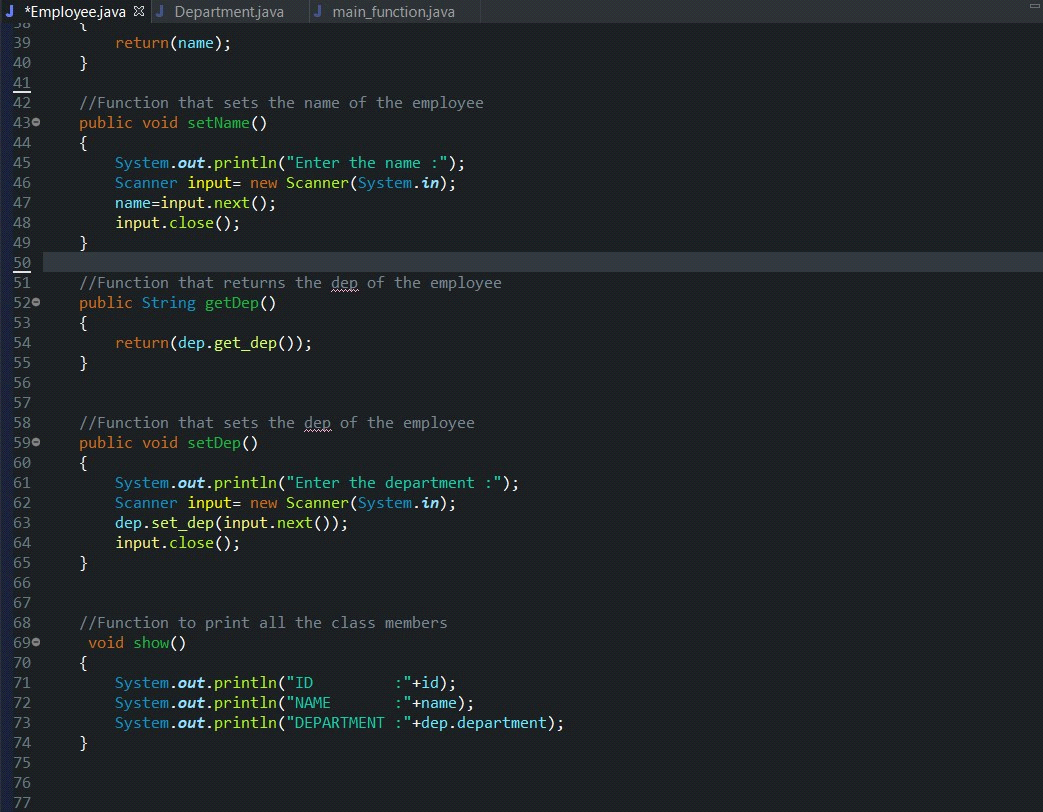 *Employee.java Department.java main_function.java
38 {
39 return(name);
40 }
41
42 //Function that sets the name of the employee
43 public void setName()
44 {
45 System.out.println("Enter the name :");
46 Scanner input= new Scanner(System.in);
47 name=input.next();
48 input.close();
49 }
50
51 //Function that returns the dep of the employee
52 public String getDep()
53 {
54 return(dep.get_dep());
55 }
56
57
58 //Function that sets the dep of the employee
59 public void setDep()
60 {
61 System.out.println("Enter the department :");
62 Scanner input= new Scanner(System.in);
63 dep.set_dep(input.next());
64 input.close();
65 }
66
67
68 //Function to print all the class members
69 void show()
70 {
71 System.out.println("ID         :"+id);
72 System.out.println("NAME       :"+name);
73 System.out.println("DEPARTMENT :"+dep.department);
74 }
75
76
77